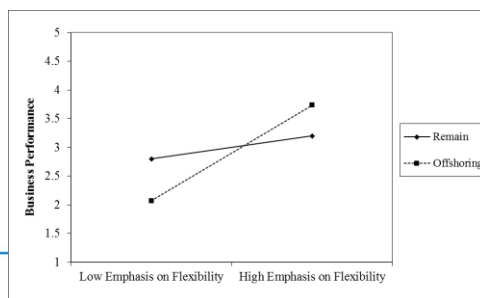 5
4.5
4
3.5
3
2.5
2
1.5
1
Business Performance
Low Emphasis on Flexibility High Emphasis on Flexibility
Remain
Offshoring